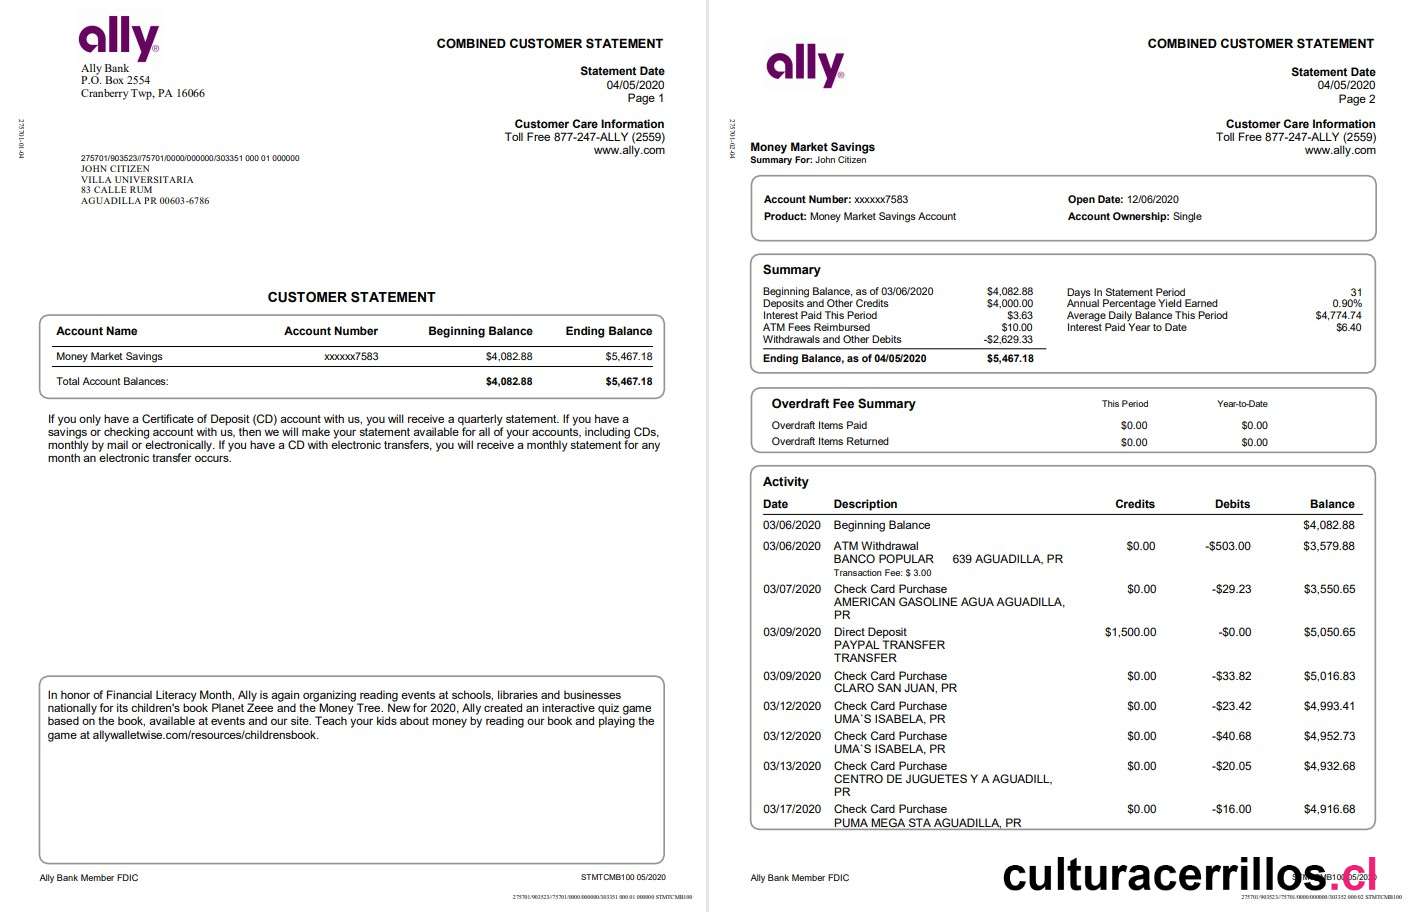 ally®
Ally Bank
P.O. Box 2554
Cranberry Twp, PA 16066
COMBINED CUSTOMER STATEMENT
Statement Date
04/05/2020
Page 1
Customer Care Information
Toll Free 877-247-ALLY (2559)
www.ally.com
275701-01-04
275701/903523//75701/0000/000000/303351 000 01 000000
JOHN CITIZEN
VILLA UNIVERSITARIA
83 CALLE RUM
AGUADILLA PR 00603-6786
CUSTOMER STATEMENT
Account Name Account Number Beginning Balance Ending Balance
Money Market Savings xxxxxx7583 $4,082.88 $5,467.18
Total Account Balances: $4,082.88 $5,467.18
If you only have a Certificate of Deposit (CD) account with us, you will receive a quarterly statement. If you have a
savings or checking account with us, then we will make your statement available for all of your accounts, including CDs,
monthly by mail or electronically. If you have a CD with electronic transfers, you will receive a monthly statement for any
month an electronic transfer occurs.
In honor of Financial Literacy Month, Ally is again organizing reading events at schools, libraries and businesses
nationally for its children's book Planet Zeee and the Money Tree. New for 2020, Ally created an interactive quiz game
based on the book, available at events and our site. Teach your kids about money by reading our book and playing the
game at allywalletwise.com/resources/childrensbook.
Ally Bank Member FDIC
STMTCMB100 05/2020
275701/903523//75701/0000/000000/303351 000 01 000000 STMTCMB100
ally®
COMBINED CUSTOMER STATEMENT
Statement Date
04/05/2020
Page 2
Customer Care Information
Toll Free 877-247-ALLY (2559)
www.ally.com
275701-02-04
Money Market Savings
Summary For: John Citizen
Account Number: xxxxxx7583 Open Date: 12/06/2020
Product: Money Market Savings Account Account Ownership: Single
Summary
Beginning Balance, as of 03/06/2020 $4,082.88 Days In Statement Period 31
Deposits and Other Credits $4,000.00 Annual Percentage Yield Earned 0.90%
Interest Paid This Period $3.63 Average Daily Balance This Period $4,774.74
ATM Fees Reimbursed $10.00 Interest Paid Year to Date $6.40
Withdrawals and Other Debits -$2,629.33
Ending Balance, as of 04/05/2020 $5,467.18
Overdraft Fee Summary This Period Year-to-Date
Overdraft Items Paid $0.00 $0.00
Overdraft Items Returned $0.00 $0.00
Activity
Date Description Credits Debits Balance
03/06/2020 Beginning Balance $4,082.88
03/06/2020 ATM Withdrawal $0.00 -$503.00 $3,579.88
BANCO POPULAR 639 AGUADILLA, PR
Transaction Fee: $ 3.00
03/07/2020 Check Card Purchase $0.00 -$29.23 $3,550.65
AMERICAN GASOLINE AGUA AGUADILLA,
PR
03/09/2020 Direct Deposit $1,500.00 -$0.00 $5,050.65
PAYPAL TRANSFER
TRANSFER
03/09/2020 Check Card Purchase $0.00 -$33.82 $5,016.83
CLARO SAN JUAN, PR
03/12/2020 Check Card Purchase $0.00 -$23.42 $4,993.41
UMA`S ISABELA, PR
03/12/2020 Check Card Purchase $0.00 -$40.68 $4,952.73
UMA`S ISABELA, PR
03/13/2020 Check Card Purchase $0.00 -$20.05 $4,932.68
CENTRO DE JUGUETES Y A AGUADILL,
PR
03/17/2020 Check Card Purchase $0.00 -$16.00 $4,916.68
PUMA MEGA STA AGUADILLA, PR
Ally Bank Member FDIC
culturacerrillos.cl
275701/903523//75701/0000/000000/303352 000 02 STMTCMB100